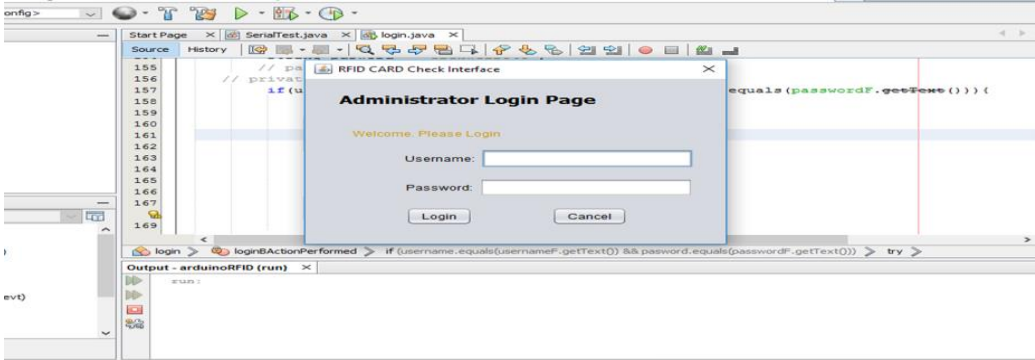 onfig>
Start Page SerialTest.java login.java
Source History
155 // pa
156 // privat
157 if(u equals(passwordF.getText())){
158
159
160
161
162
163
164
165
166
167
169
RFID CARD Check Interface
Administrator Login Page
Welcome. Please Login
Username:
Password:
Login Cancel
login loginBActionPerformed if (username.equals(usernameF.getText()) && password.equals(passwordF.getText())) try
Output - arduinoRFID (run)
run:
evt)